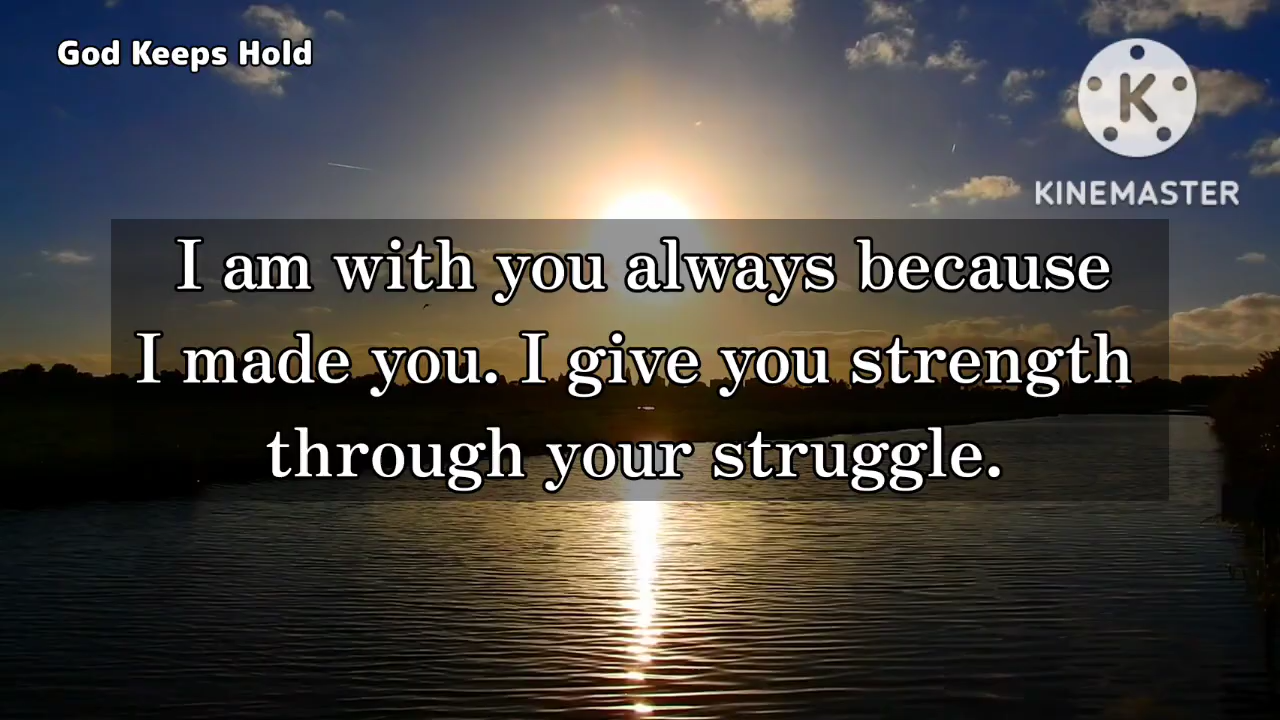 God Keeps Hold
K
KINEMASTER
I am with you always because
I made you. I give you strength
through your struggle.